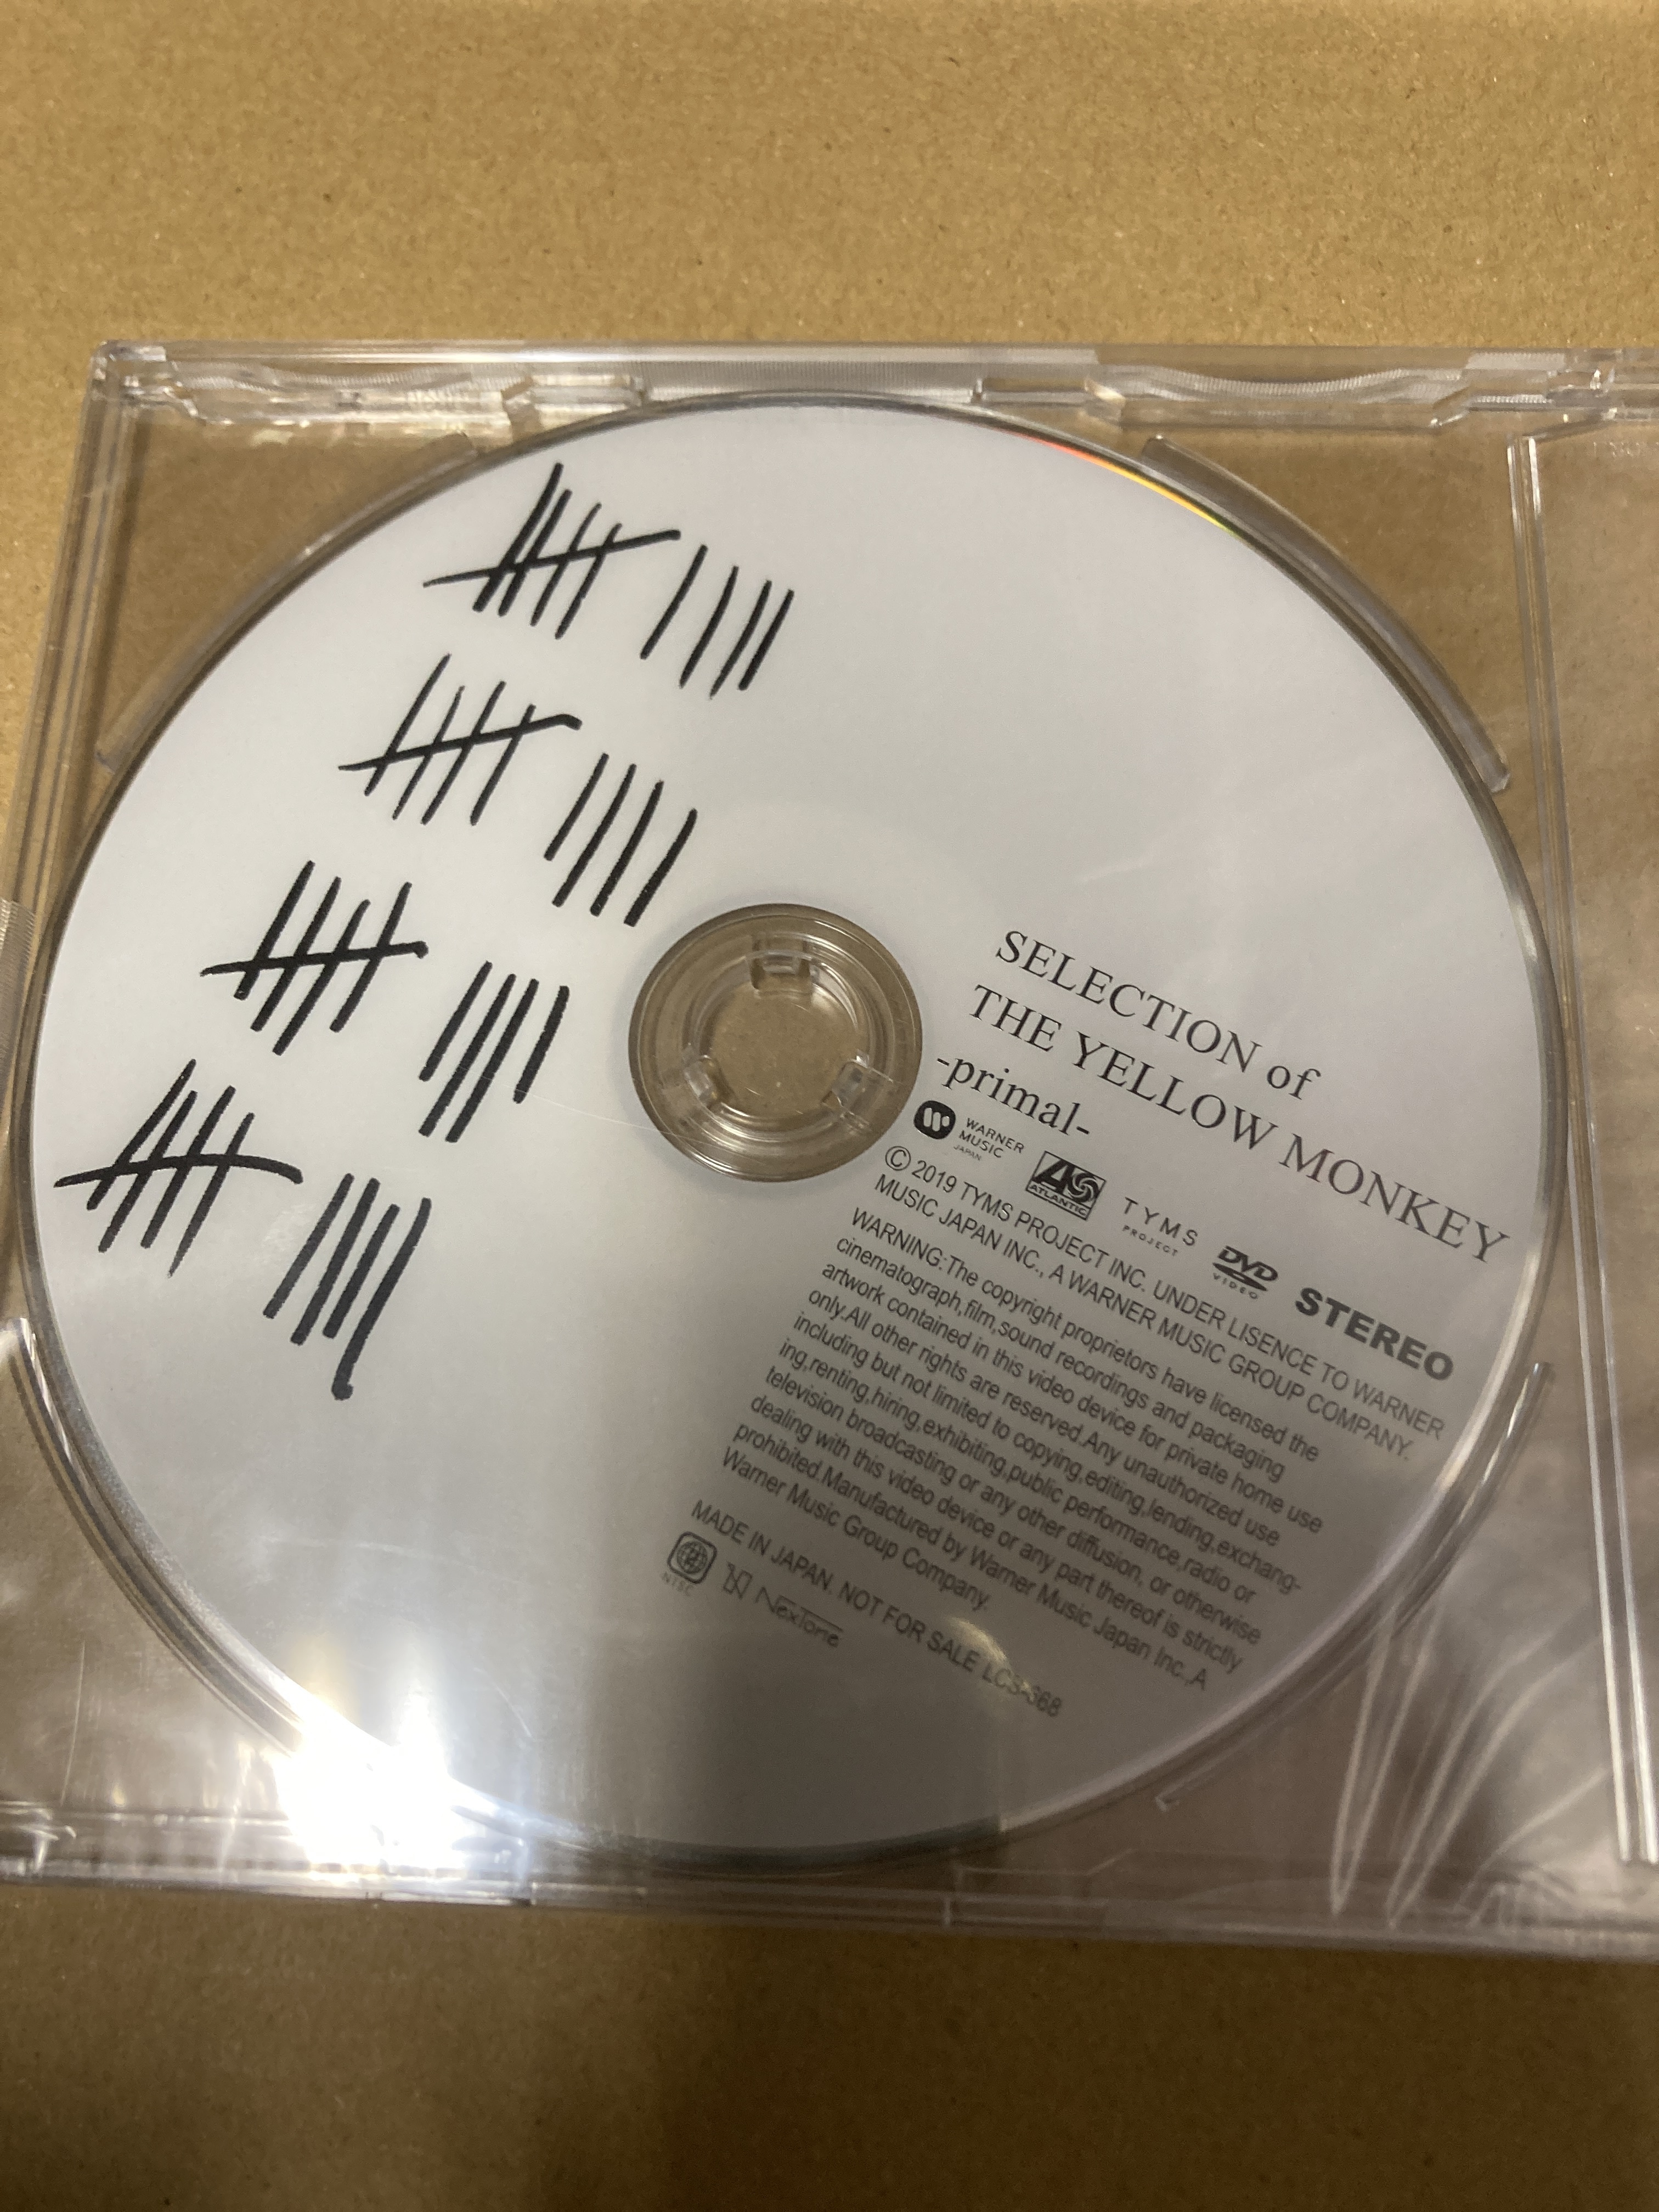 SELECTION of
THE YELLOW MONKEY
-primal-
WARNER
MUSIC
JAPAN
ATLANTIC
TYMS
PROJECT
DVD
VIDEO
STEREO
© 2019 TYMS PROJECT INC. UNDER LISENCE TO WARNER
MUSIC JAPAN INC., A WARNER MUSIC GROUP COMPANY.
WARNING:The copyright proprietors have licensed the
cinematograph,film,sound recordings and packaging
artwork contained in this video device for private home use
only.All other rights are reserved.Any unauthorized use
including but not limited to copying,editing,lending,exchang-
ing,renting,hiring,exhibiting,public performance,radio or
television broadcasting or any other diffusion, or otherwise
dealing with this video device or any part thereof is strictly
prohibited.Manufactured by Warner Music Japan Inc.,A
Warner Music Group Company.
MADE IN JAPAN. NOT FOR SALE LCS-368
2
NTSC
NexTone